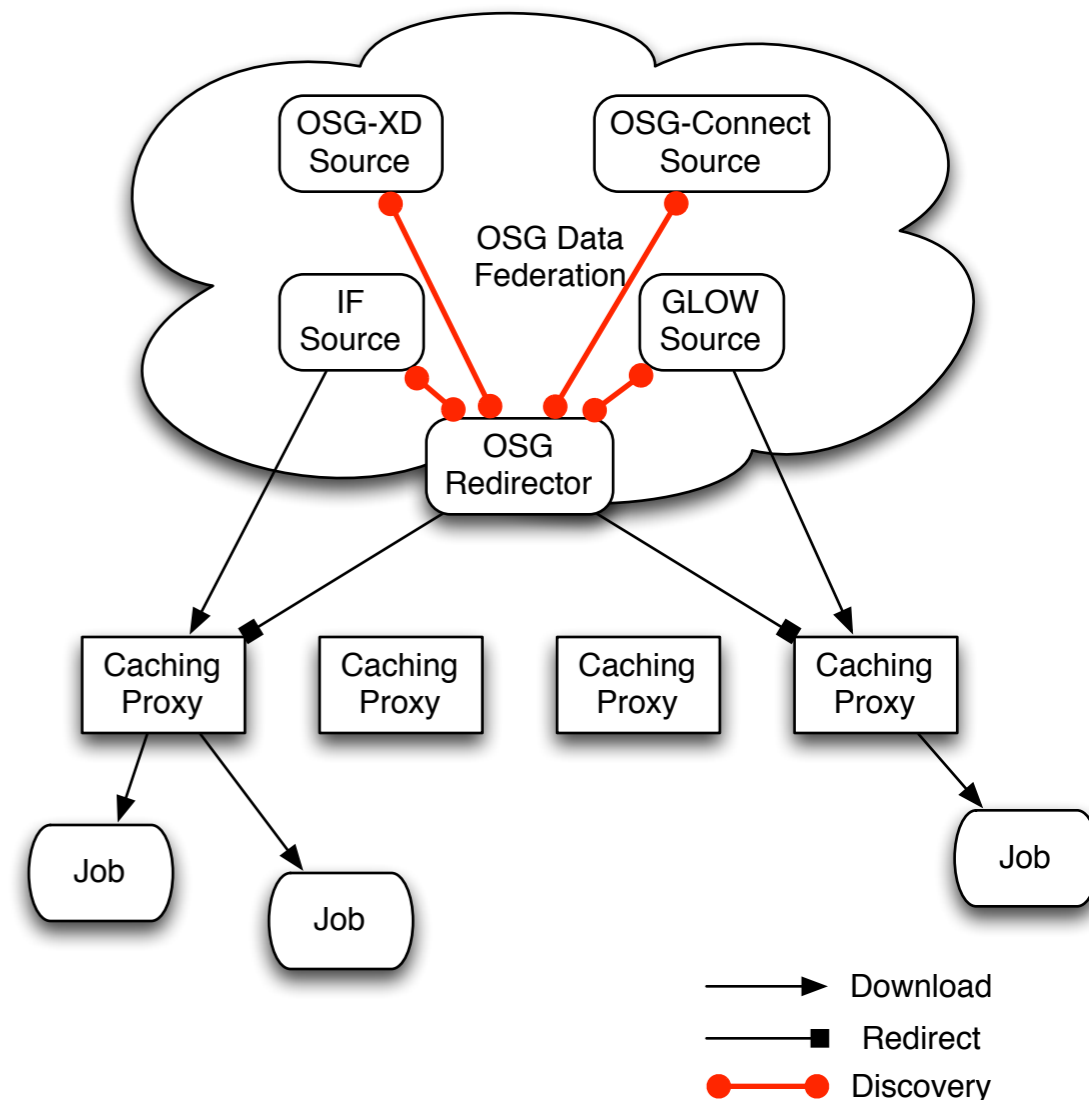 OSG-XD
Source
OSG-Connect
Source
OSG Data
Federation
IF
Source
GLOW
Source
OSG
Redirector
Caching
Proxy
Caching
Proxy
Caching
Proxy
Caching
Proxy
Job
Job
Job
Download
Redirect
Discovery